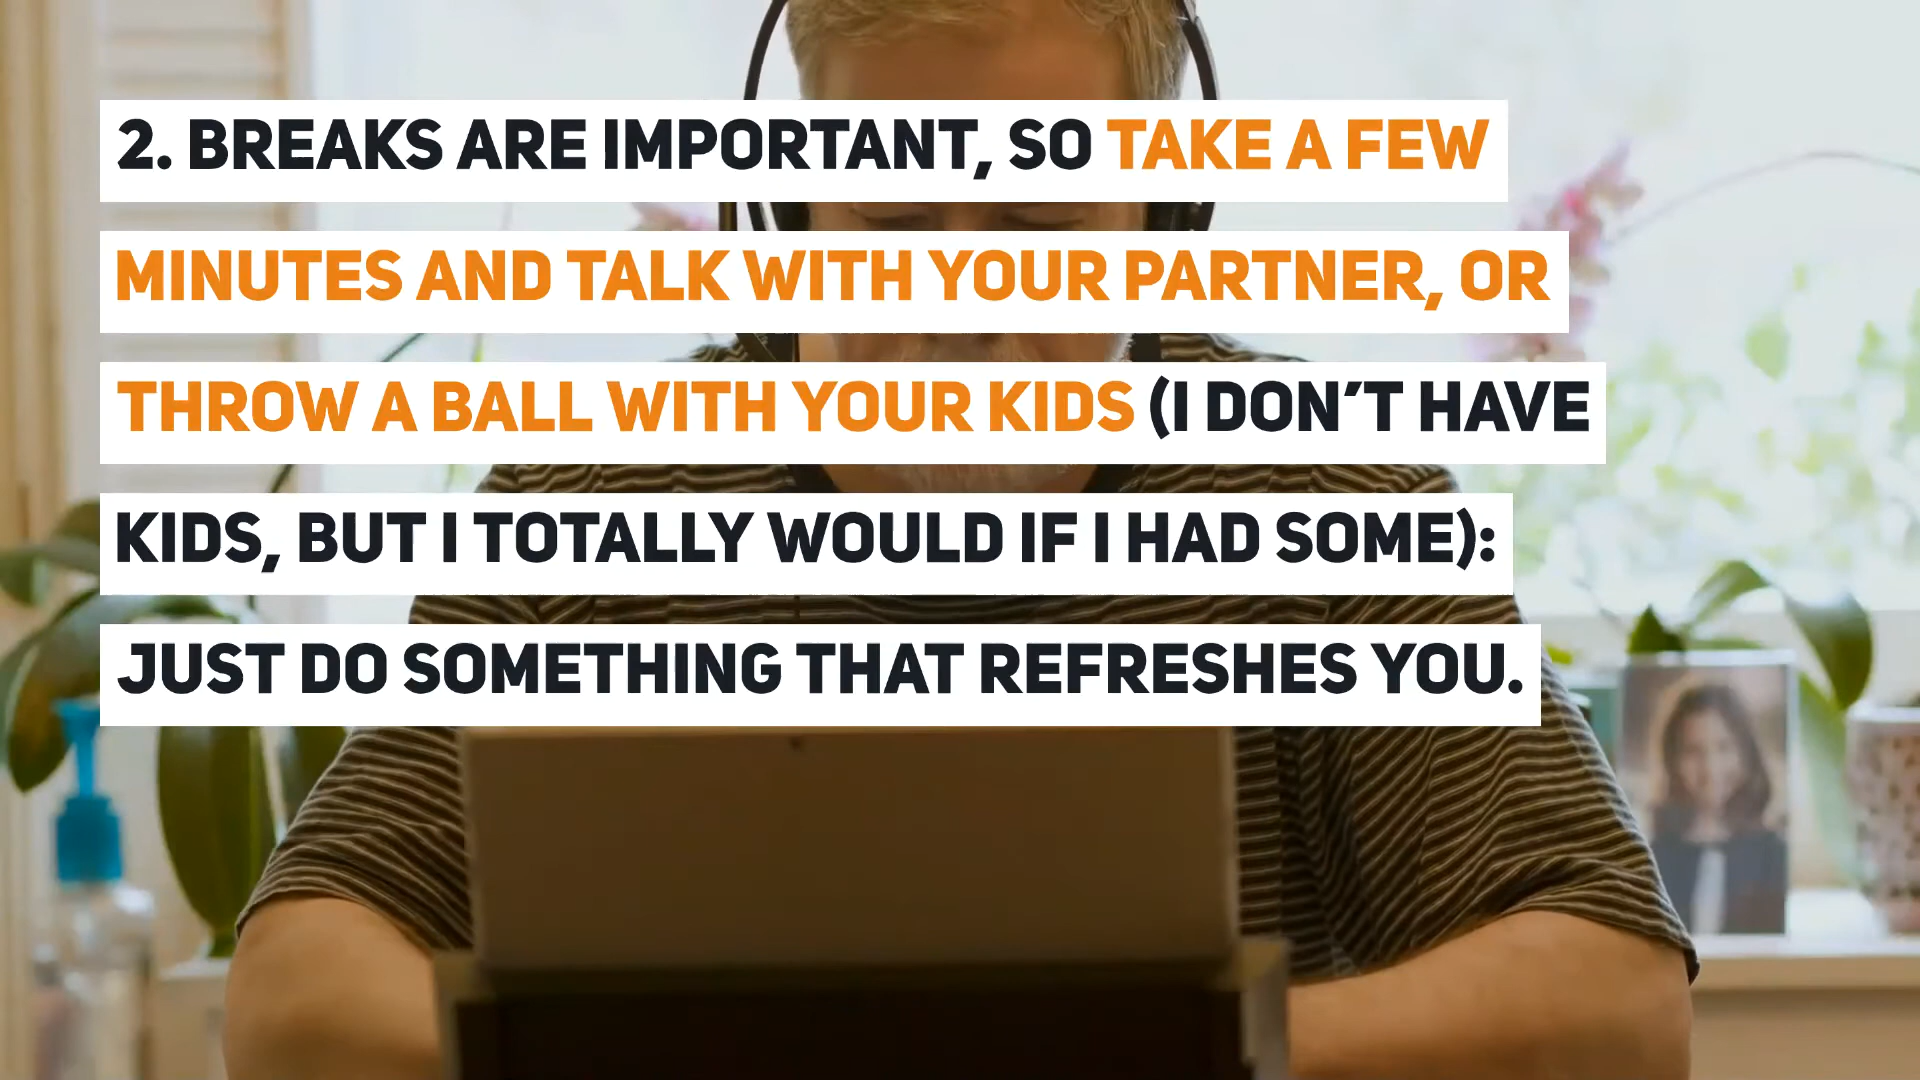 2. BREAKS ARE IMPORTANT, SO TAKE A FEW
MINUTES AND TALK WITH YOUR PARTNER, OR
THROW A BALL WITH YOUR KIDS (I DON’T HAVE
KIDS, BUT I TOTALLY WOULD IF I HAD SOME):
JUST DO SOMETHING THAT REFRESHES YOU.